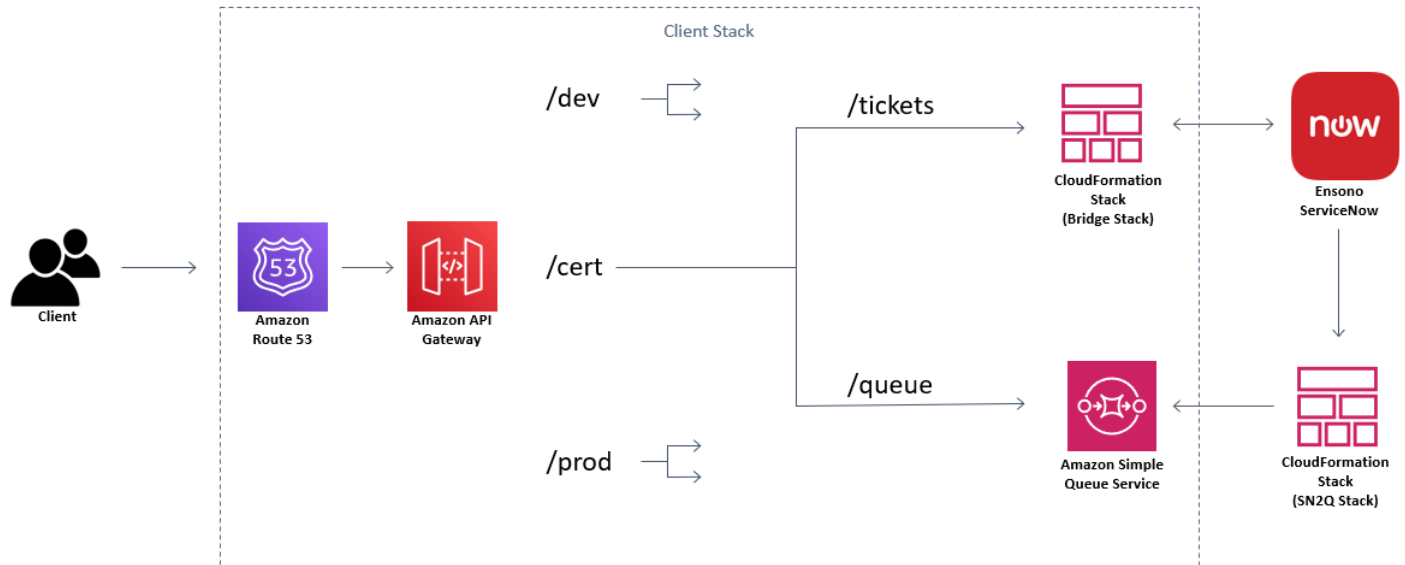 Client Stack
/dev
/tickets
now
CloudFormation
Stack
(Bridge Stack)
Ensono
ServiceNow
53
</>
/cert
Client
Amazon
Route 53
Amazon API
Gateway
/queue
/prod
Amazon Simple
Queue Service
CloudFormation
Stack
(SN2Q Stack)